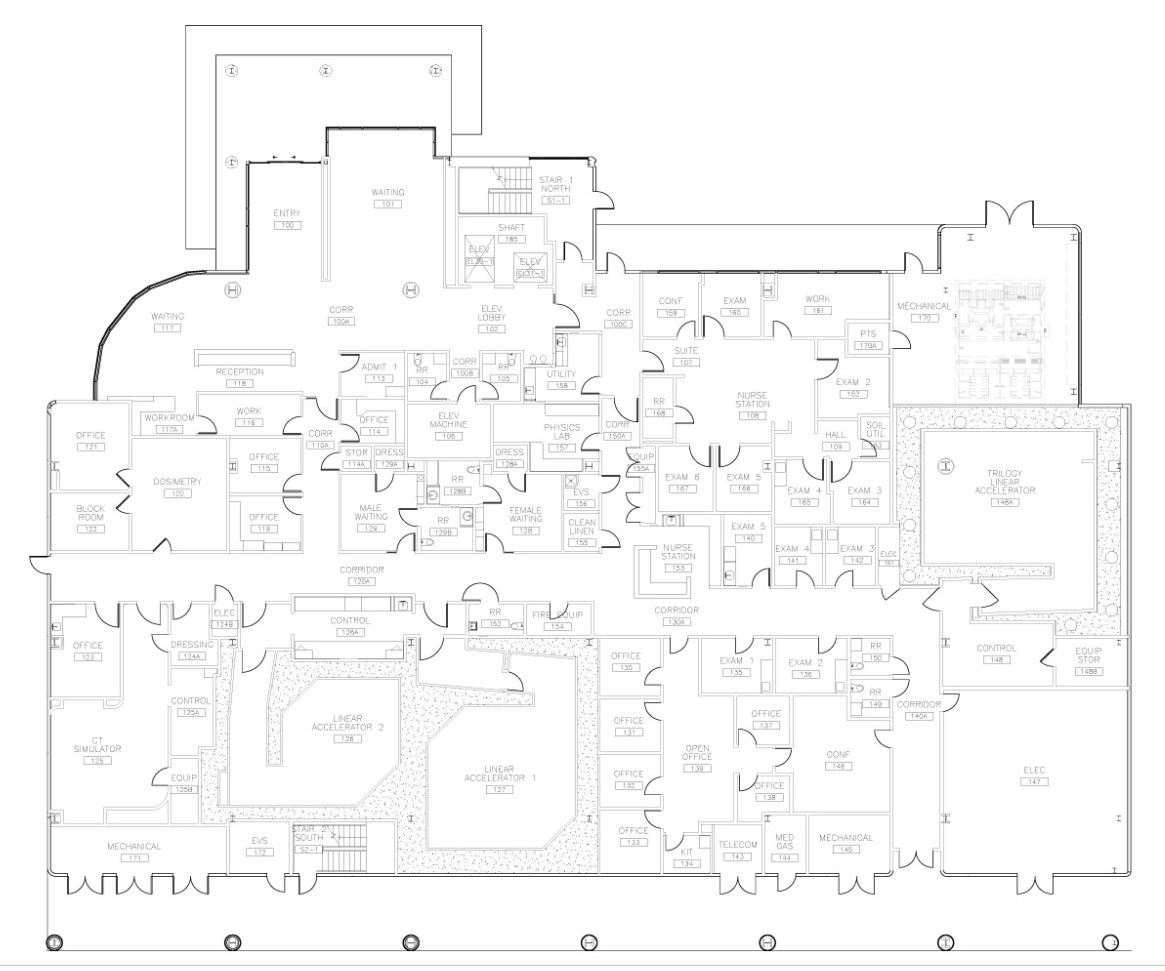 WAITING
101
STAIR 1
NORTH
S1-1
ENTRY
100
SHAFT
185
ELEV
ELEV
WAITING
117
CORR
100A
ELEV
LOBBY
102
CORR
100C
CONF
159
EXAM
160
WORK
161
MECHANICAL
170
PTS
170A
RECEPTION
118
ADMIT 1
113
RR
104
CORR
100B
RR
105
UTILITY
158
SUITE
107
EXAM 2
162
WORKROOM
117A
WORK
116
CORR
110A
OFFICE
114
ELEV
MACHINE
106
PHYSICS
LAB
157
CORR
150A
RR
168
NURSE
STATION
108
HALL
109
SOIL
UTIL
OFFICE
121
DOSIMETRY
120
OFFICE
115
STOR
114A
DRESS
129A
DRESS
128A
EQUIP
155A
EXAM 6
167
EXAM 5
166
EXAM 4
165
EXAM 3
164
TRILOGY
LINEAR
ACCELERATOR
148A
BLOCK
ROOM
122
OFFICE
119
MALE
WAITING
129
RR
128B
RR
129B
FEMALE
WAITING
128
EVS
156
CLEAN
LINEN
155
NURSE
STATION
153
EXAM 5
140
EXAM 4
141
EXAM 3
142
ELEC
151
CORRIDOR
120A
CORRIDOR
130A
OFFICE
123
ELEC
124B
DRESSING
124A
CONTROL
126A
RR
152
FIRE EQUIP
154
CONTROL
148
EQUIP
STOR
148B
CT
SIMULATOR
125
CONTROL
125A
EQUIP
125B
LINEAR
ACCELERATOR 2
126
LINEAR
ACCELERATOR 1
127
OFFICE
130
OFFICE
131
OFFICE
132
OFFICE
133
EXAM 1
135
EXAM 2
136
RR
150
RR
149
CORRIDOR
140A
OPEN
OFFICE
139
OFFICE
137
OFFICE
138
CONF
146
ELEC
147
MECHANICAL
171
EVS
172
STAIR 2
SOUTH
S2-1
KIT
134
TELECOM
143
MED
GAS
144
MECHANICAL
145